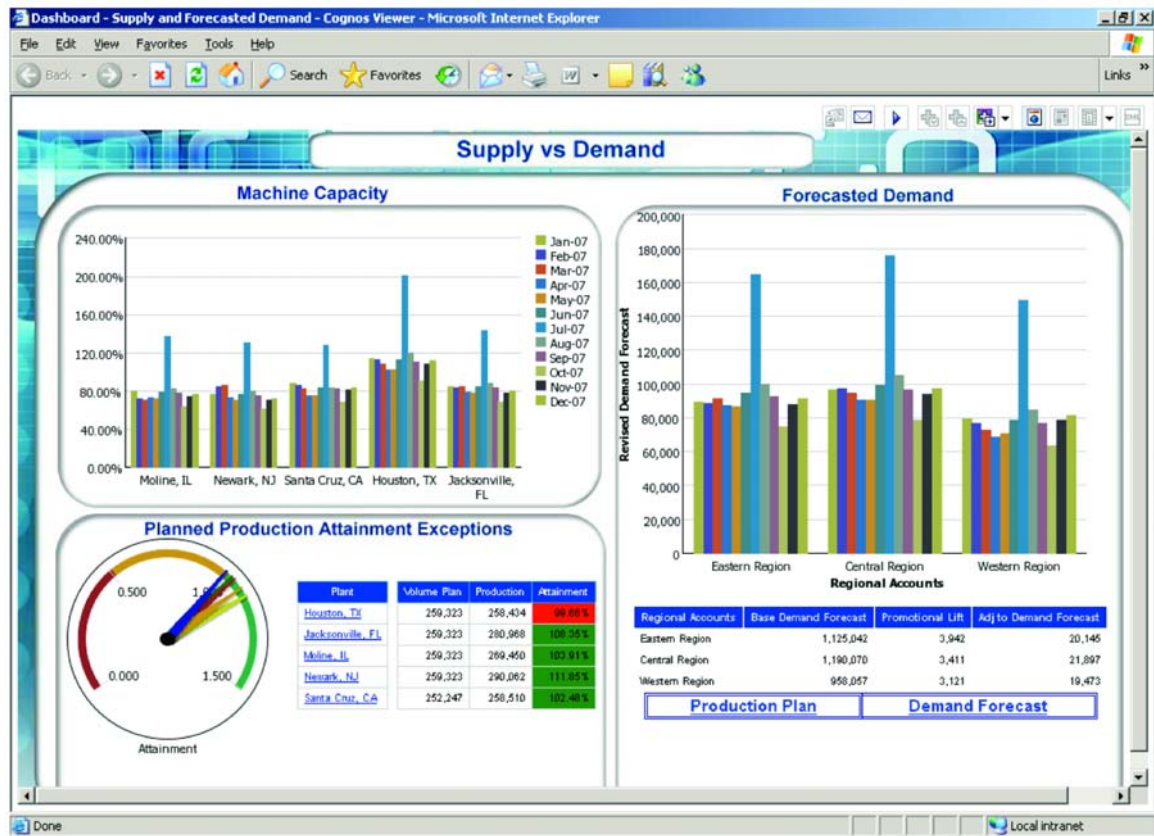 Dashboard - Supply and Forecasted Demand - Cognos Viewer - Microsoft Internet Explorer
File Edit View Favorites Tools Help
Back Search Favorites Links
Supply vs Demand
Machine Capacity
240.00%
200.00%
160.00%
120.00%
80.00%
40.00%
0.00%
Moline, IL Newark, NJ Santa Cruz, CA Houston, TX Jacksonville, FL
Jan-07
Feb-07
Mar-07
Apr-07
May-07
Jun-07
Jul-07
Aug-07
Sep-07
Oct-07
Nov-07
Dec-07
Forecasted Demand
Revised Demand Forecast
200,000
180,000
160,000
140,000
120,000
100,000
80,000
60,000
40,000
20,000
0
Eastern Region Central Region Western Region
Regional Accounts
Planned Production Attainment Exceptions
0.500
0.000 1.500
Attainment
Plant Volume Plan Production Attainment
Houston, TX 259,323 258,434 99.66%
Jacksonville, FL 259,323 280,968 108.35%
Moline, IL 259,323 269,450 103.91%
Newark, NJ 259,323 290,062 111.85%
Santa Cruz, CA 252,247 258,510 102.48%
Regional Accounts Base Demand Forecast Promotional Lift Adj to Demand Forecast
Eastern Region 1,125,042 3,942 20,145
Central Region 1,190,070 3,411 21,897
Western Region 958,057 3,121 19,473
Production Plan Demand Forecast
Done Local intranet